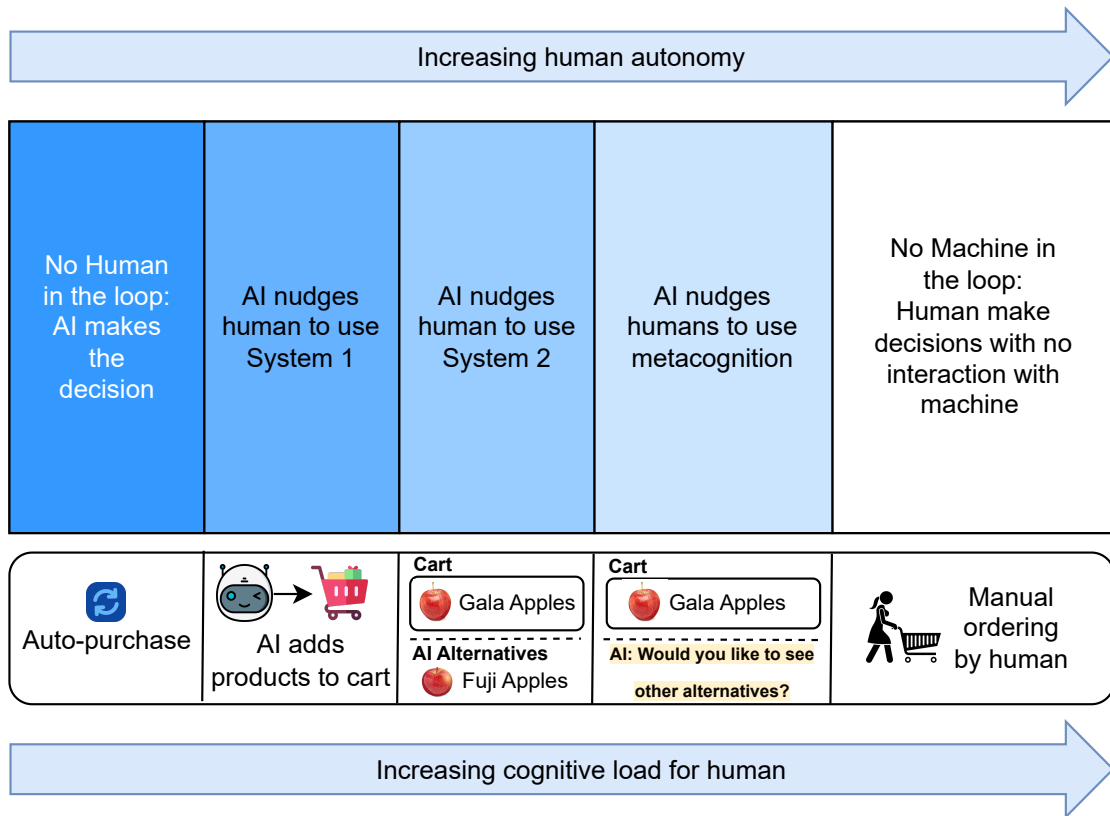 Increasing human autonomy
No Human
in the loop:
AI makes
the
decision
AI nudges
human to use
System 1
AI nudges
human to use
System 2
AI nudges
humans to use
metacognition
No Machine in
the loop:
Human make
decisions with no
interaction with
machine
Auto-purchase
AI adds
products to cart
Cart
Gala Apples
AI Alternatives
Fuji Apples
Cart
Gala Apples
AI: Would you like to see
other alternatives?
Manual
ordering
by human
Increasing cognitive load for human